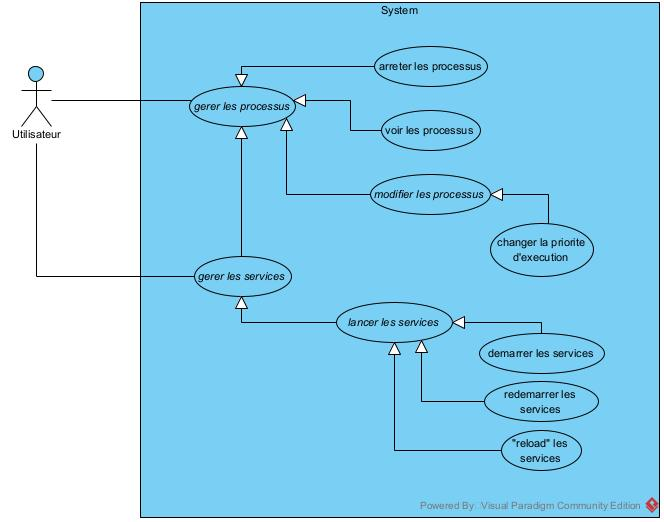 System
arreter les processus
gerer les processus
Utilisateur
voir les processus
modifier les processus
changer la priorite
d'execution
gerer les services
lancer les services
demarrer les services
redemarrer les
services
"reload" les
services
Powered By: Visual Paradigm Community Edition